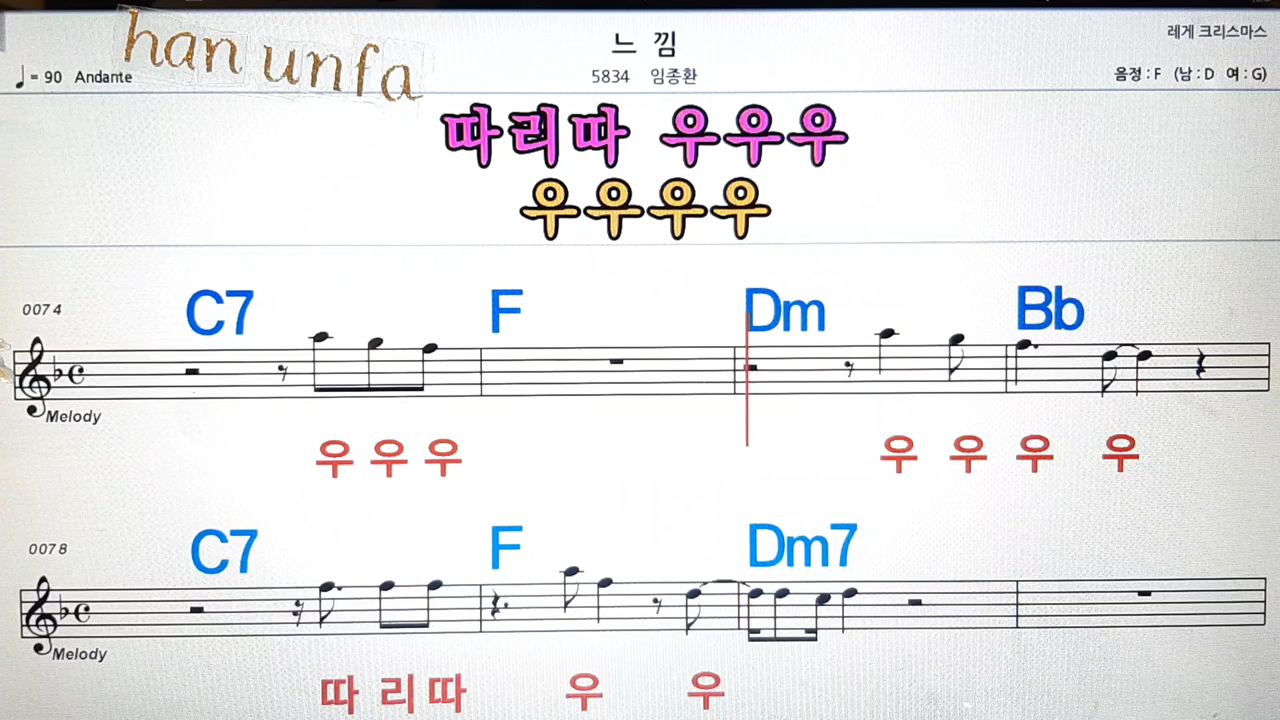 han unfa
느 낌
레게 크리스마스
♩= 90 Andante
5834 임종환
음정 : F (남 : D 여 : G)
따리따 우우우
우우우우
0074
C7 F Dm Bb
Melody
우 우 우 우 우 우 우
0078
C7 F Dm7
Melody
따 리 따 우 우